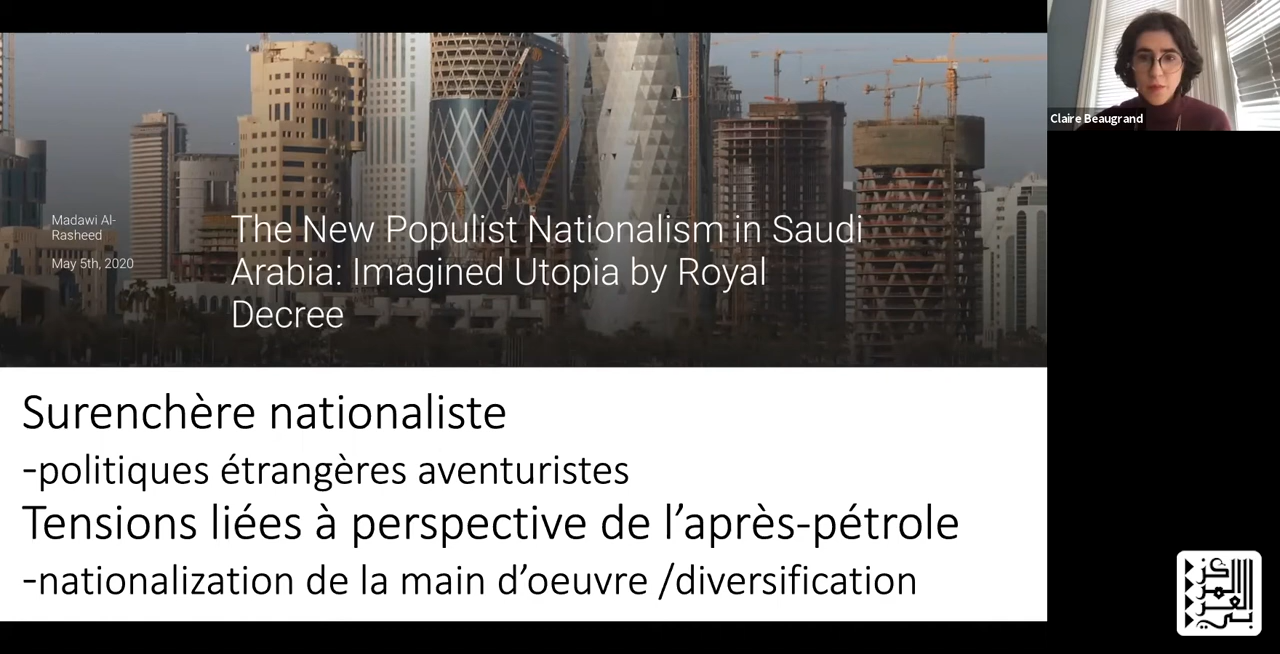 Claire Beaugrand
Madawi Al-
Rasheed
May 5th, 2020
The New Populist Nationalism in Saudi
Arabia: Imagined Utopia by Royal
Decree
Surenchère nationaliste
-politiques étrangères aventuristes
Tensions liées à perspective de l’après-pétrole
-nationalization de la main d’oeuvre /diversification